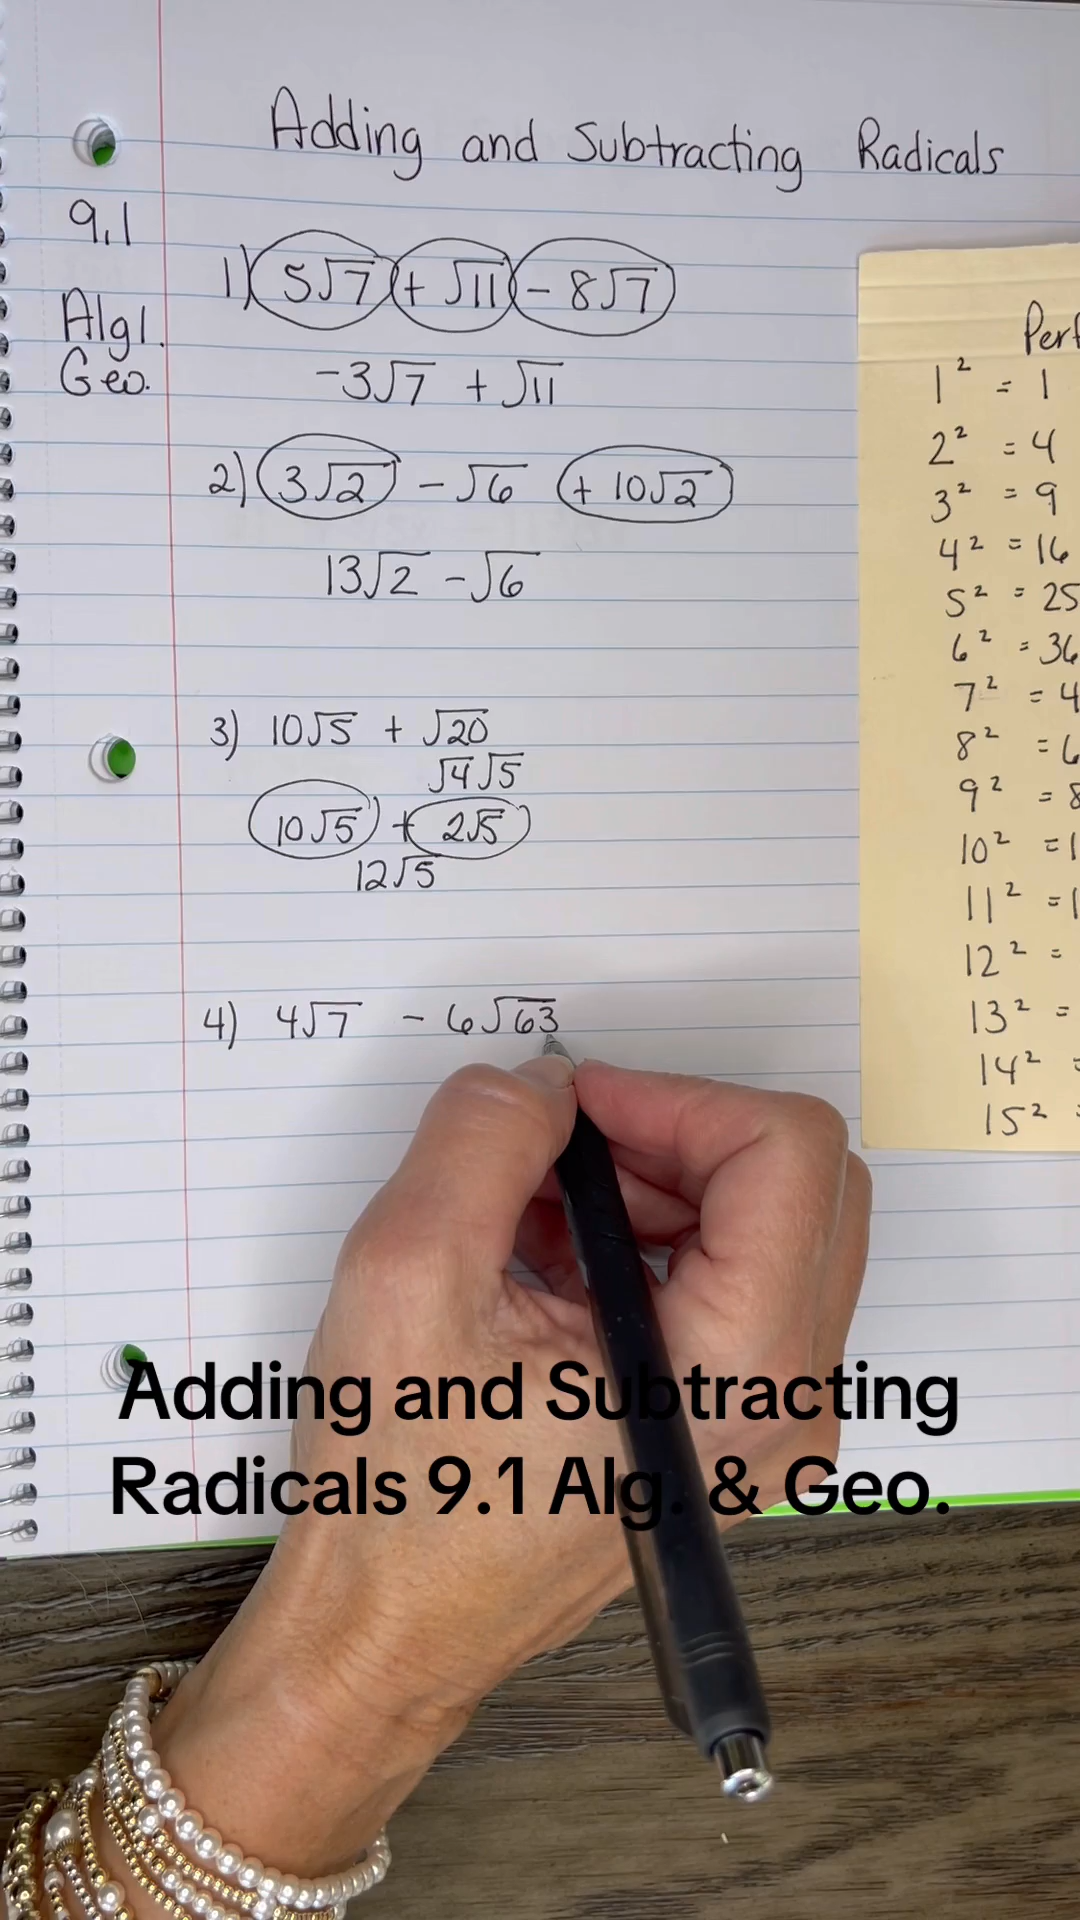 Adding and Subtracting Radicals
9.1
Alg1.
Geo.
1) 5√7 + √11 - 8√7
-3√7 + √11
2) 3√2 - √6 + 10√2
13√2 - √6
3) 10√5 + √20
√4√5
10√5 + 2√5
12√5
4) 4√7 - 6√63
Perf
1² = 1
2² = 4
3² = 9
4² = 16
5² = 25
6² = 36
7² = 4
8² = 6
9² = 8
10² = 1
11² = 1
12² =
13² =
14² =
15²
Adding and Subtracting
Radicals 9.1 Alg. & Geo.